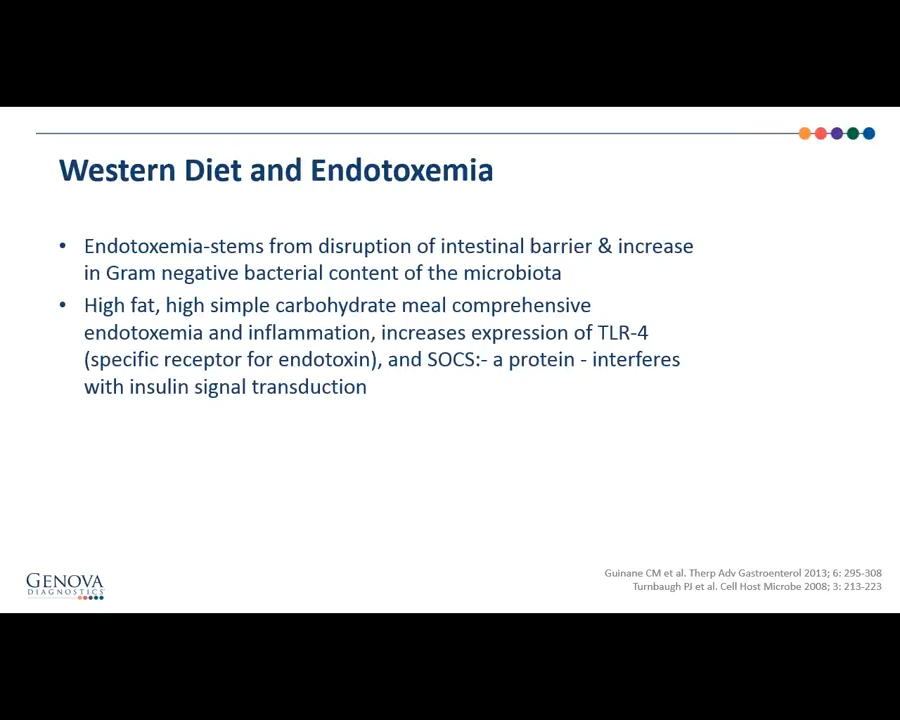 Western Diet and Endotoxemia
• Endotoxemia-stems from disruption of intestinal barrier & increase
in Gram negative bacterial content of the microbiota
• High fat, high simple carbohydrate meal comprehensive
endotoxemia and inflammation, increases expression of TLR-4
(specific receptor for endotoxin), and SOCS:- a protein - interferes
with insulin signal transduction
GENOVA
DIAGNOSTICS
Guinane CM et al. Therp Adv Gastroenterol 2013; 6: 295-308
Turnbaugh PJ et al. Cell Host Microbe 2008; 3: 213-223